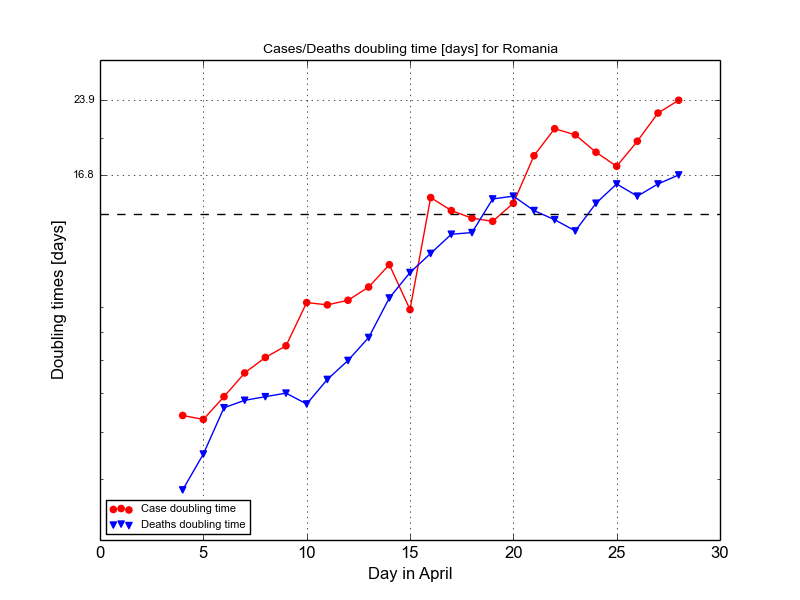 Cases/Deaths doubling time [days] for Romania
23.9
16.8
Doubling times [days]
Case doubling time
Deaths doubling time
0 5 10 15 20 25 30
Day in April